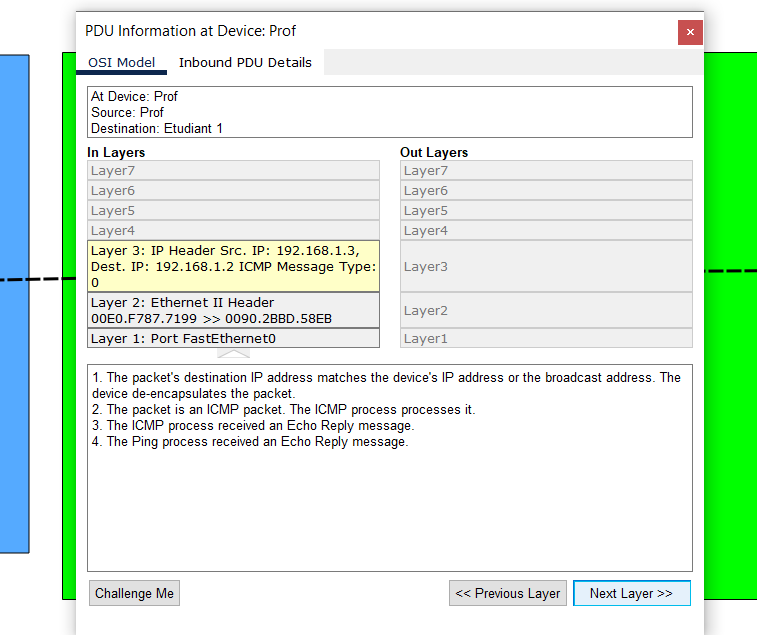 PDU Information at Device: Prof
×
OSI Model
Inbound PDU Details
At Device: Prof
Source: Prof
Destination: Etudiant 1
In Layers
Layer7
Layer6
Layer5
Layer4
Layer 3: IP Header Src. IP: 192.168.1.3,
Dest. IP: 192.168.1.2 ICMP Message Type:
0
Layer 2: Ethernet II Header
00E0.F787.7199 >> 0090.2BBD.58EB
Layer 1: Port FastEthernet0
Out Layers
Layer7
Layer6
Layer5
Layer4
Layer3
Layer2
Layer1
1. The packet's destination IP address matches the device's IP address or the broadcast address. The
device de-encapsulates the packet.
2. The packet is an ICMP packet. The ICMP process processes it.
3. The ICMP process received an Echo Reply message.
4. The Ping process received an Echo Reply message.
Challenge Me
<< Previous Layer
Next Layer >>